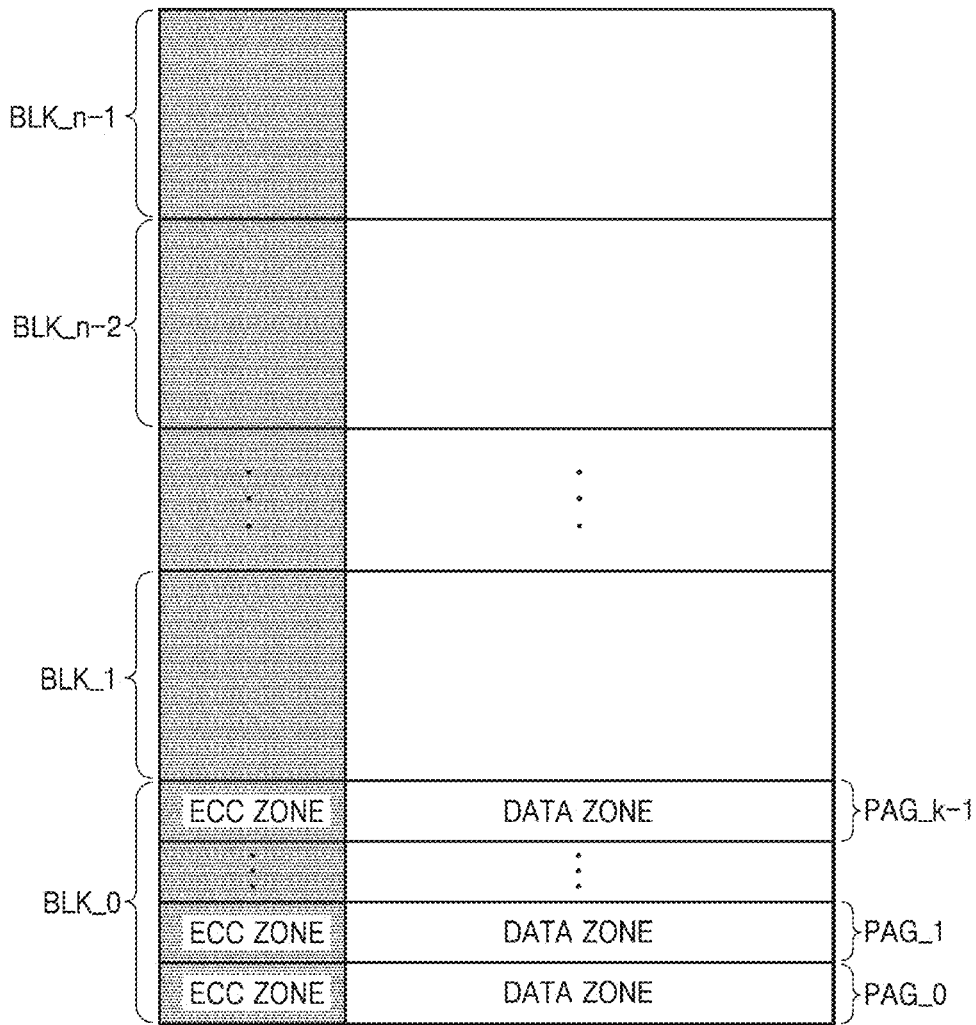 BLK_n-1
BLK_n-2
BLK_1
BLK_0
ECC ZONE DATA ZONE PAG_k-1
ECC ZONE DATA ZONE PAG_1
ECC ZONE DATA ZONE PAG_0